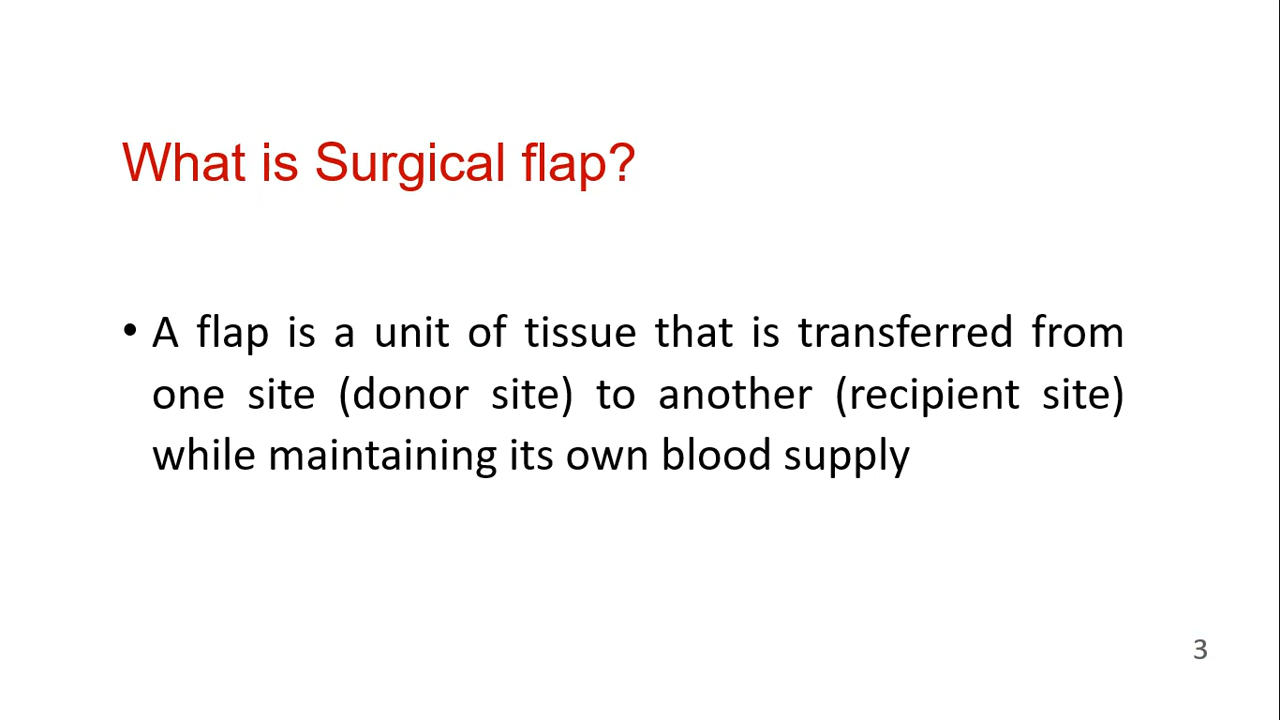 What is Surgical flap?
• A flap is a unit of tissue that is transferred from
one site (donor site) to another (recipient site)
while maintaining its own blood supply
3